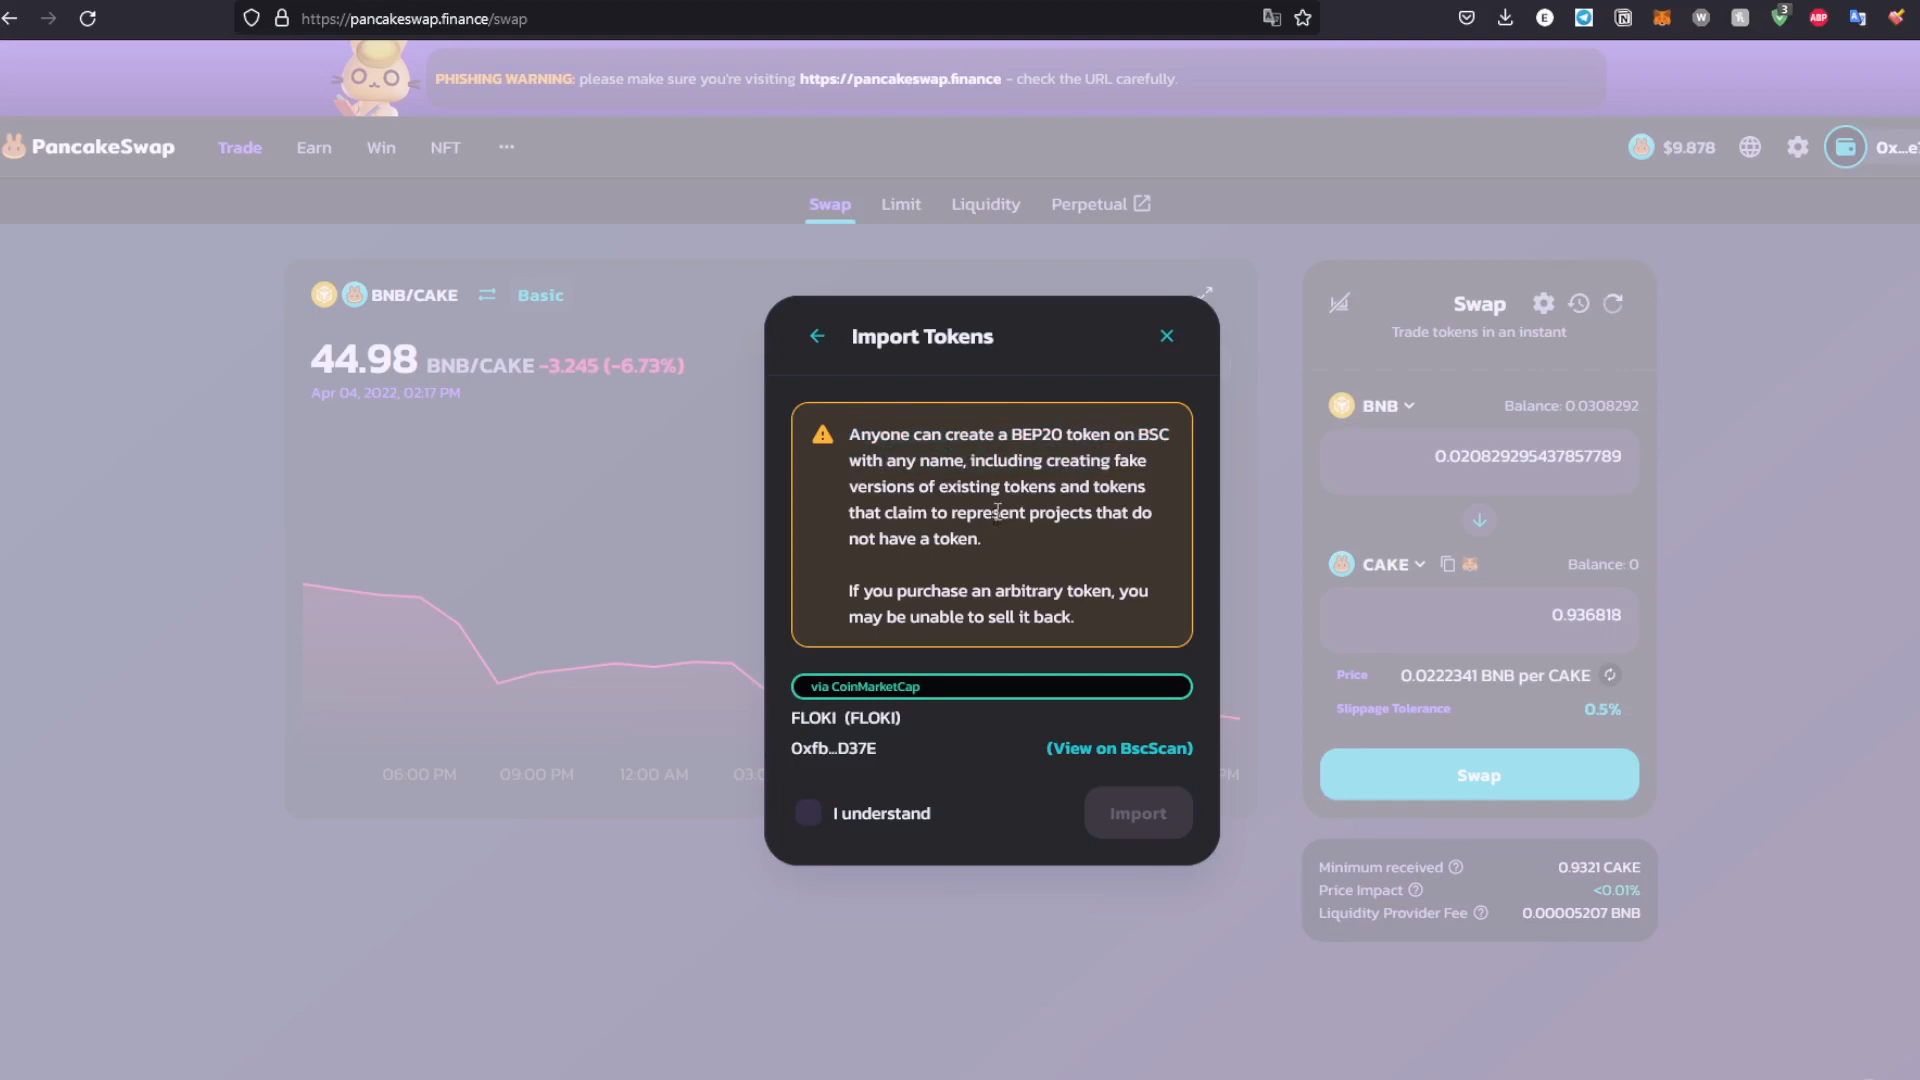 https://pancakeswap.finance/swap
E
N
W
3
ABP
PHISHING WARNING: please make sure you're visiting https://pancakeswap.finance - check the URL carefully.
PancakeSwap
Trade
Earn
Win
NFT
$9.878
0x...e
Swap
Limit
Liquidity
Perpetual
BNB/CAKE
Basic
44.98 BNB/CAKE -3.245 (-6.73%)
Apr 04, 2022, 02:17 PM
06:00 PM
09:00 PM
12:00 AM
03:0
PM
Import Tokens
Anyone can create a BEP20 token on BSC
with any name, including creating fake
versions of existing tokens and tokens
that claim to represent projects that do
not have a token.
If you purchase an arbitrary token, you
may be unable to sell it back.
via CoinMarketCap
FLOKI (FLOKI)
0xfb...D37E
(View on BscScan)
I understand
Import
Swap
Trade tokens in an instant
BNB
Balance: 0.0308292
0.020829295437857789
CAKE
Balance: 0
0.936818
Price
0.0222341 BNB per CAKE
Slippage Tolerance
0.5%
Swap
Minimum received
0.9321 CAKE
Price Impact
<0.01%
Liquidity Provider Fee
0.00005207 BNB